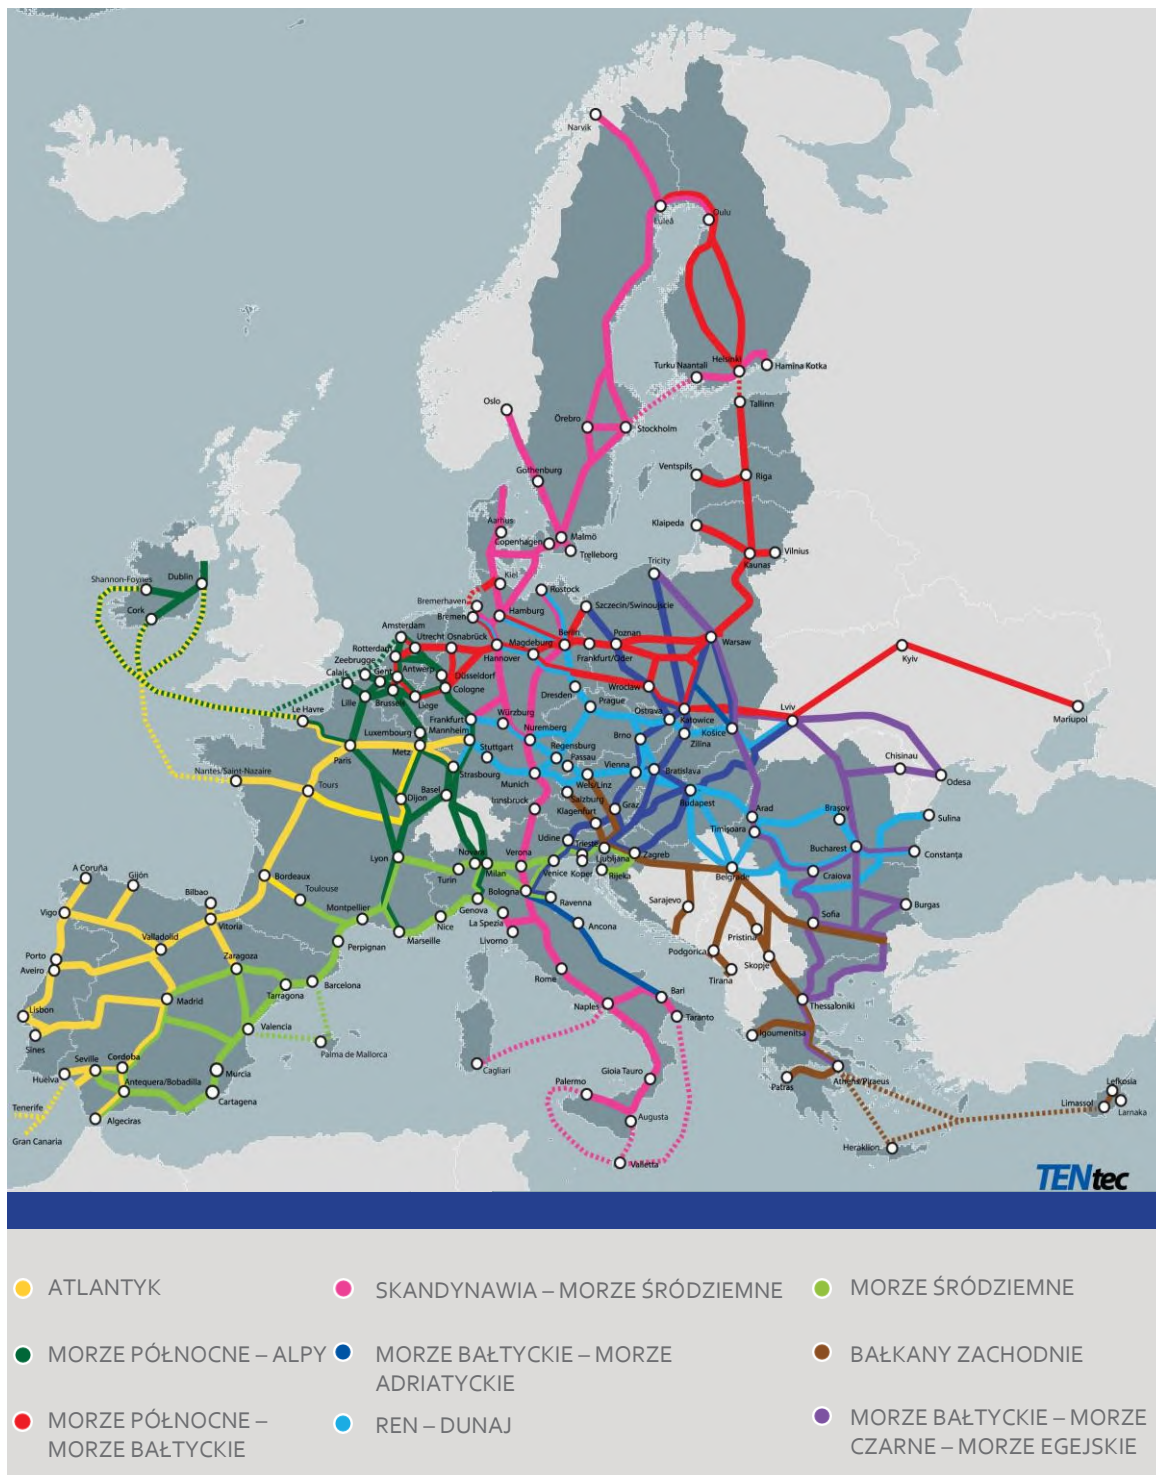 Narvik
Luleå
Oulu
Turku Naantali
Helsinki
Hamina Kotka
Oslo
Tallinn
Örebro
Stockholm
Gothenburg
Ventspils
Riga
Aarhus
Klaipeda
Copenhagen
Malmö
Trelleborg
Vilnius
Kaunas
Tricity
Shannon-Foynes
Dublin
Kiel
Rostock
Bremerhaven
Szczecin/Swinoujscie
Cork
Bremen
Hamburg
Amsterdam
Utrecht
Osnabrück
Magdeburg
Berlin
Poznan
Warsaw
Rotterdam
Hannover
Frankfurt/Oder
Kyiv
Zeebrugge
Calais
Gent
Antwerp
Düsseldorf
Cologne
Dresden
Wroclaw
Lille
Brussels
Liege
Prague
Le Havre
Frankfurt
Würzburg
Ostrava
Katowice
Lviv
Mariupol
Luxembourg
Mannheim
Nuremberg
Brno
Zilina
Košice
Paris
Metz
Stuttgart
Regensburg
Passau
Chisinau
Nantes/Saint-Nazaire
Strasbourg
Vienna
Bratislava
Odesa
Tours
Munich
Wels/Linz
Dijon
Basel
Innsbruck
Salzburg
Graz
Budapest
Klagenfurt
Arad
Braşov
Sulina
Udine
Trieste
Timişoara
Lyon
Novara
Verona
Ljubljana
Zagreb
Bucharest
Constanţa
Turin
Milan
Venice
Koper
Rijeka
Belgrade
Craiova
A Coruña
Gijón
Bordeaux
Toulouse
Bologna
Bilbao
Ravenna
Sarajevo
Burgas
Vigo
Vitoria
Montpellier
Genova
La Spezia
Nice
Sofia
Marseille
Ancona
Livorno
Pristina
Valladolid
Perpignan
Porto
Zaragoza
Podgorica
Skopje
Aveiro
Rome
Tirana
Barcelona
Tarragona
Madrid
Bari
Naples
Thessaloniki
Lisbon
Taranto
Valencia
Sines
Igoumenitsa
Palma de Mallorca
Seville
Cordoba
Cagliari
Huelva
Murcia
Gioia Tauro
Antequera/Bobadilla
Palermo
Patras
Athens/Piraeus
Lefkosia
Cartagena
Limassol
Larnaka
Tenerife
Algeciras
Augusta
Gran Canaria
Heraklion
Valletta
TENtec
ATLANTYK
SKANDYNAWIA – MORZE ŚRÓDZIEMNE
MORZE ŚRÓDZIEMNE
MORZE PÓŁNOCNE – ALPY
MORZE BAŁTYCKIE – MORZE
ADRIATYCKIE
BAŁKANY ZACHODNIE
MORZE PÓŁNOCNE –
MORZE BAŁTYCKIE
REN – DUNAJ
MORZE BAŁTYCKIE – MORZE
CZARNE – MORZE EGEJSKIE